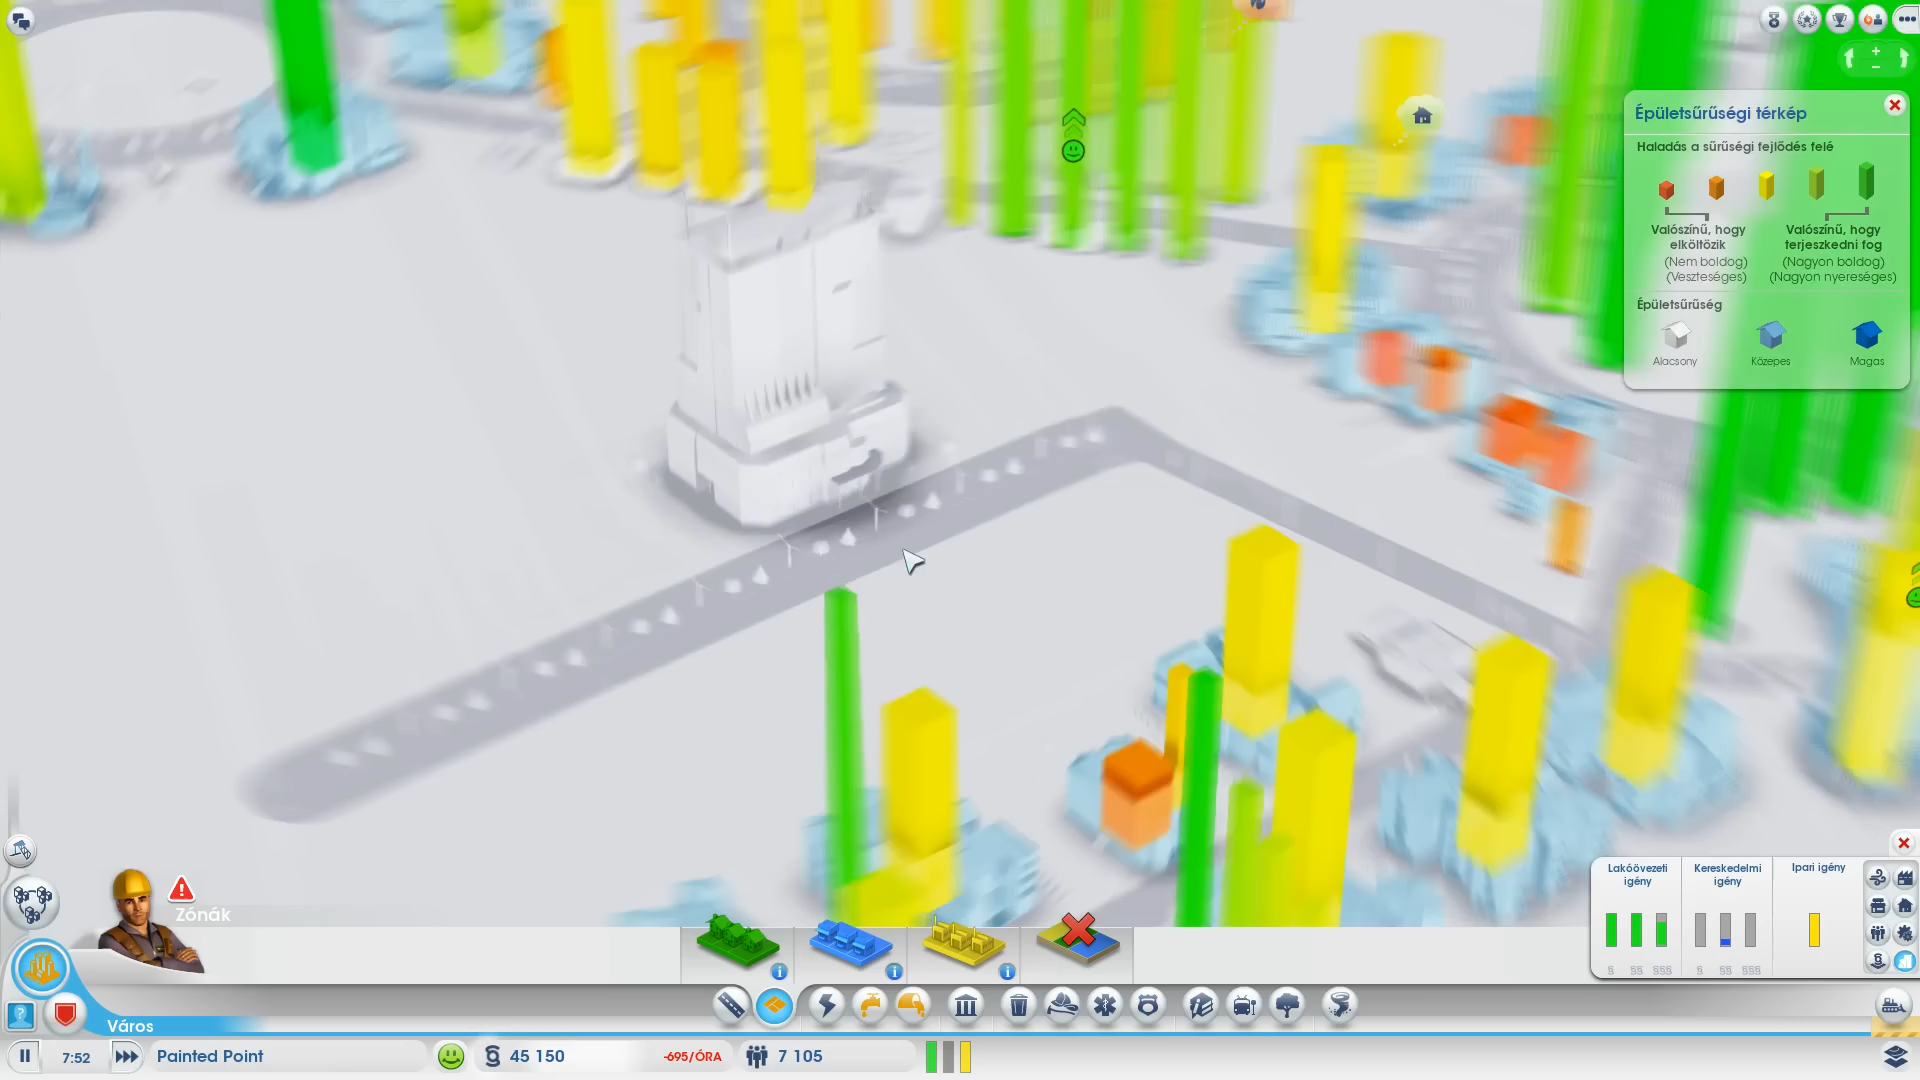 Épületsűrűségi térkép
Haladás a sűrűségi fejlődés felé
Valószínű, hogy elköltözik
(Nem boldog)
(Veszteséges)
Valószínű, hogy terjeszkedni fog
(Nagyon boldog)
(Nagyon nyereséges)
Épületsűrűség
Alacsony
Közepes
Magas
Zónák
Lakóövezeti igény
Kereskedelmi igény
Ipari igény
§ §§ §§§
§ §§ §§§
Város
7:52
Painted Point
45 150
-695/ÓRA
7 105